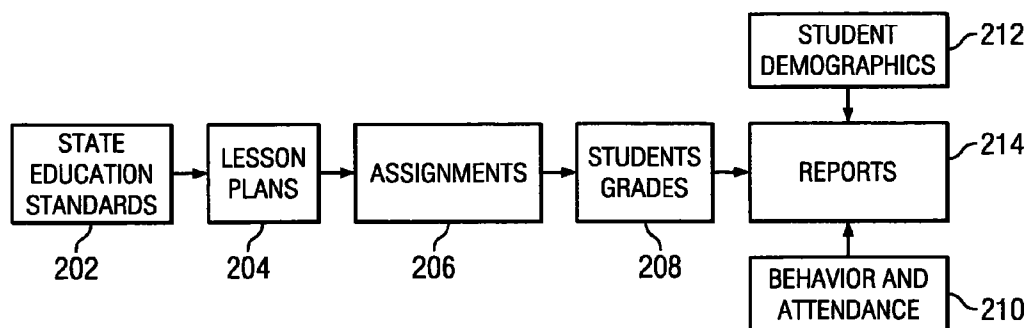 STUDENT
DEMOGRAPHICS
212
STATE
EDUCATION
STANDARDS
202
LESSON
PLANS
204
ASSIGNMENTS
206
STUDENTS
GRADES
208
REPORTS
214
BEHAVIOR AND
ATTENDANCE
210